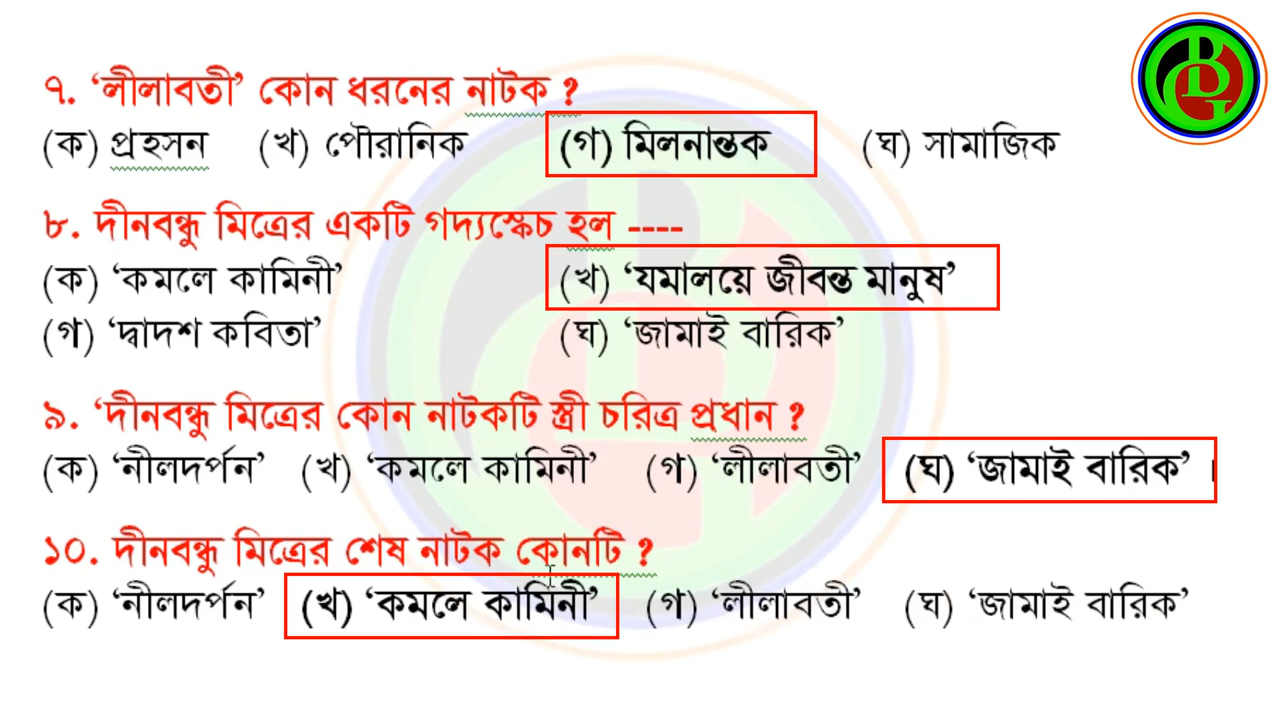 ৭. ‘লীলাবতী’ কোন ধরনের নাটক ?
(ক) প্রহসন (খ) পৌরানিক (গ) মিলনান্তক (ঘ) সামাজিক
৮. দীনবন্ধু মিত্রের একটি গদ্যস্কেচ হল ----
(ক) ‘কমলে কামিনী’ (খ) ‘যমালয়ে জীবন্ত মানুষ’
(গ) ‘দ্বাদশ কবিতা’ (ঘ) ‘জামাই বারিক’
৯. ‘দীনবন্ধু মিত্রের কোন নাটকটি স্ত্রী চরিত্র প্রধান ?
(ক) ‘নীলদর্পন’ (খ) ‘কমলে কামিনী’ (গ) ‘লীলাবতী’ (ঘ) ‘জামাই বারিক’ ।
১০. দীনবন্ধু মিত্রের শেষ নাটক কোনটি ?
(ক) ‘নীলদর্পন’ (খ) ‘কমলে কামিনী’ (গ) ‘লীলাবতী’ (ঘ) ‘জামাই বারিক’